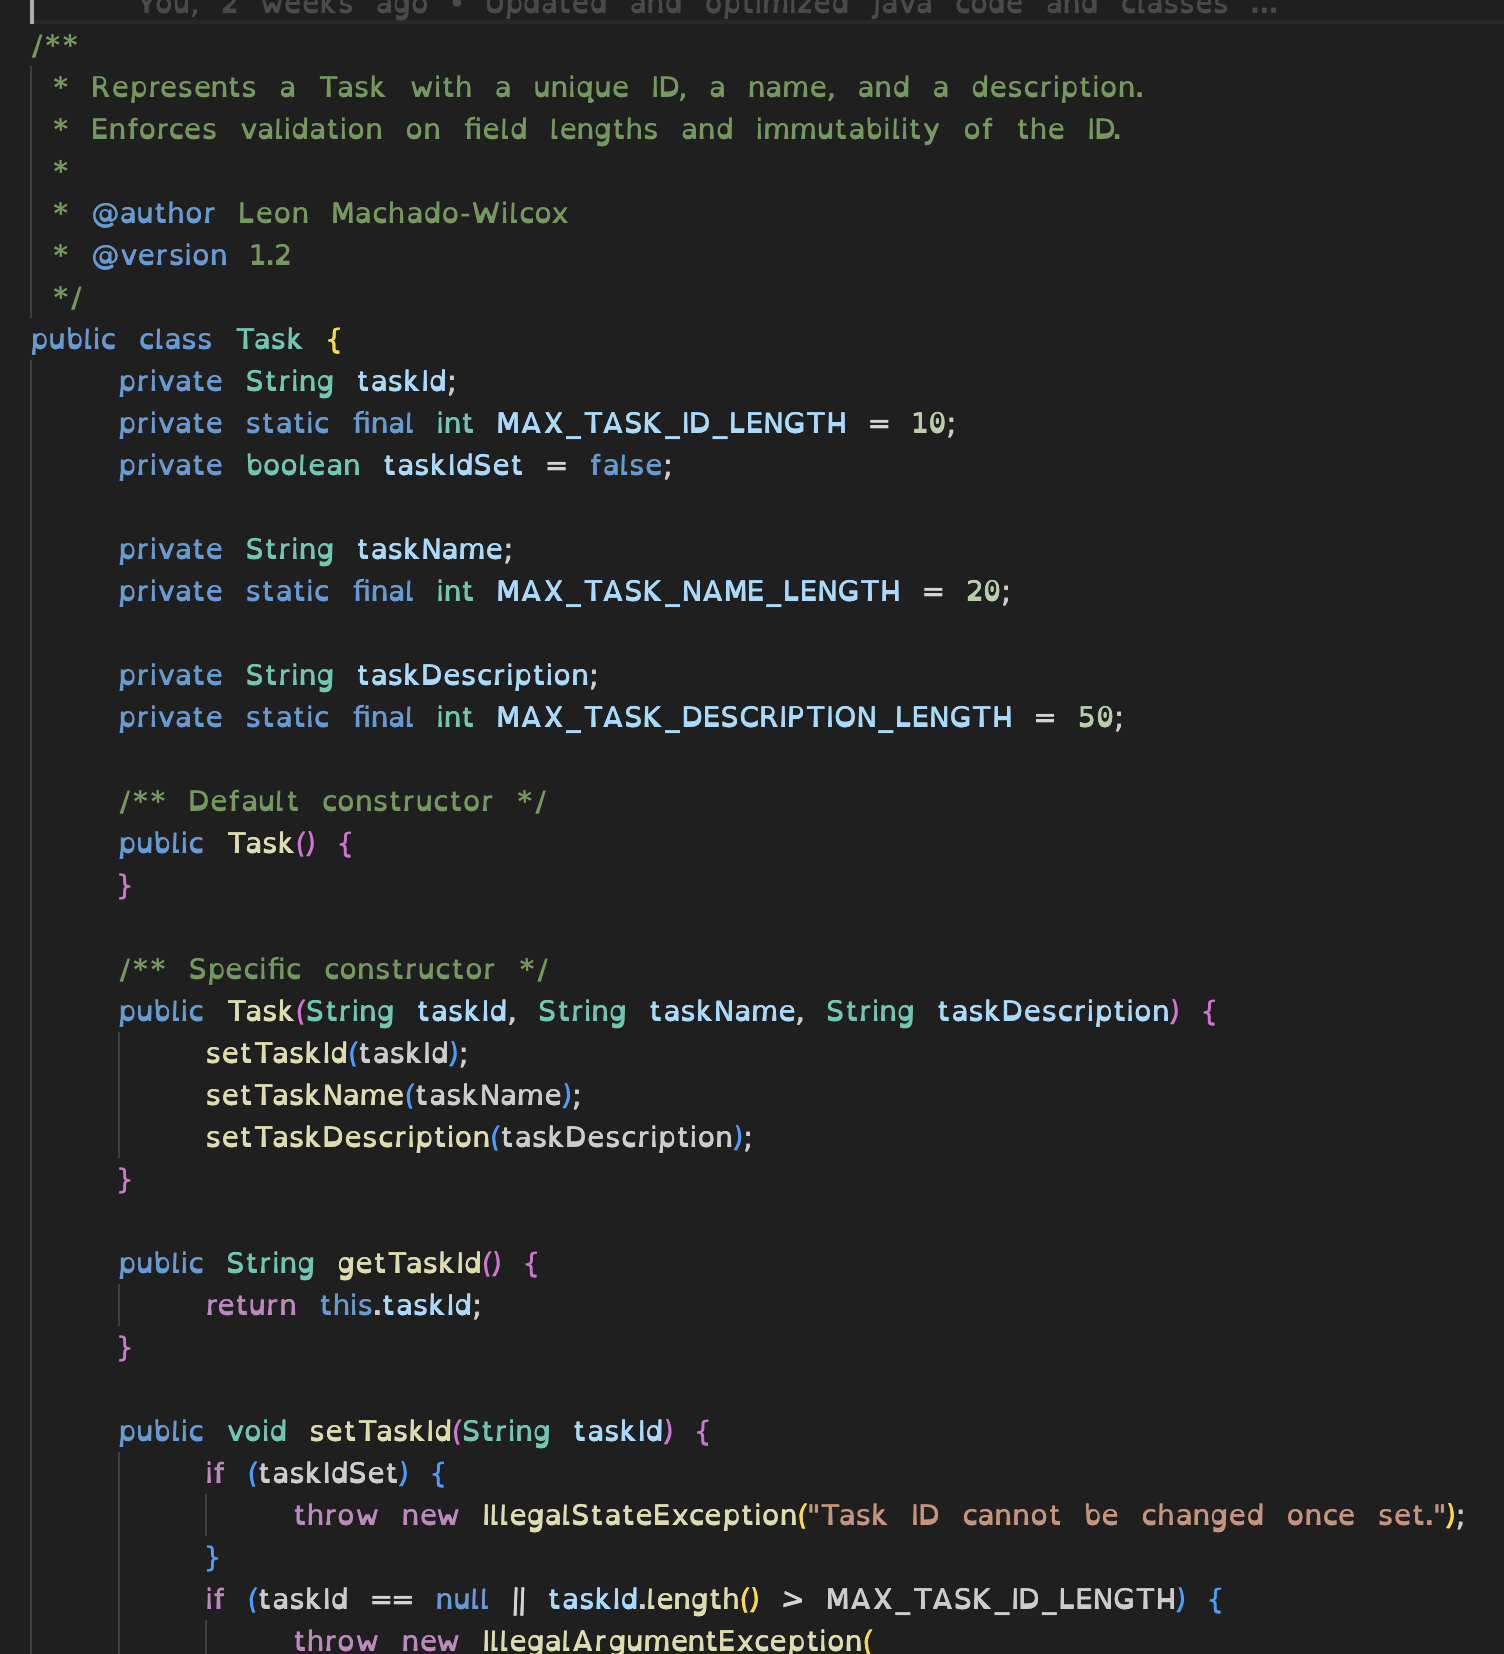 You, 2 weeks ago • Updated and optimized java code and classes ...
/**
* Represents a Task with a unique ID, a name, and a description.
* Enforces validation on field lengths and immutability of the ID.
*
* @author Leon Machado-Wilcox
* @version 1.2
*/
public class Task {
private String taskId;
private static final int MAX_TASK_ID_LENGTH = 10;
private boolean taskIdSet = false;
private String taskName;
private static final int MAX_TASK_NAME_LENGTH = 20;
private String taskDescription;
private static final int MAX_TASK_DESCRIPTION_LENGTH = 50;
/** Default constructor */
public Task() {
}
/** Specific constructor */
public Task(String taskId, String taskName, String taskDescription) {
setTaskId(taskId);
setTaskName(taskName);
setTaskDescription(taskDescription);
}
public String getTaskId() {
return this.taskId;
}
public void setTaskId(String taskId) {
if (taskIdSet) {
throw new IllegalStateException("Task ID cannot be changed once set.");
}
if (taskId == null || taskId.length() > MAX_TASK_ID_LENGTH) {
throw new IllegalArgumentException(